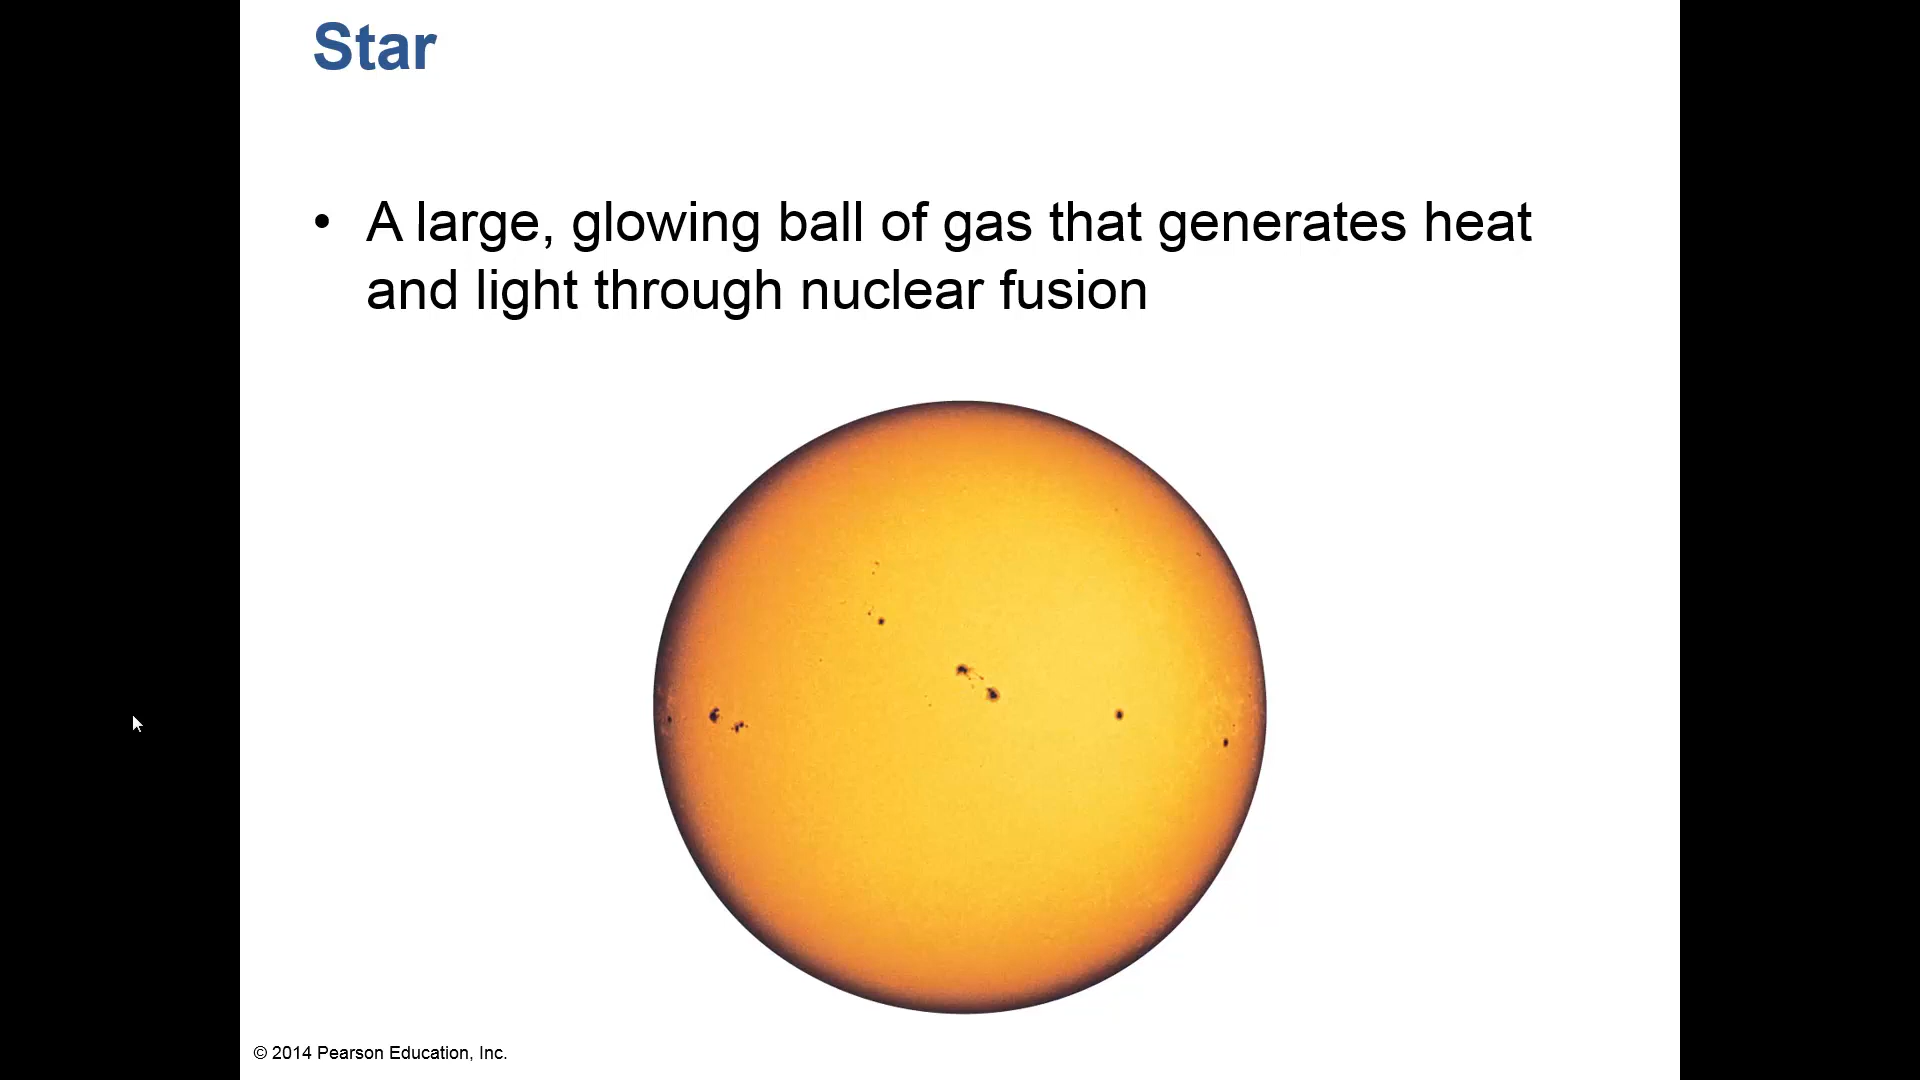 Star
• A large, glowing ball of gas that generates heat
and light through nuclear fusion
© 2014 Pearson Education, Inc.